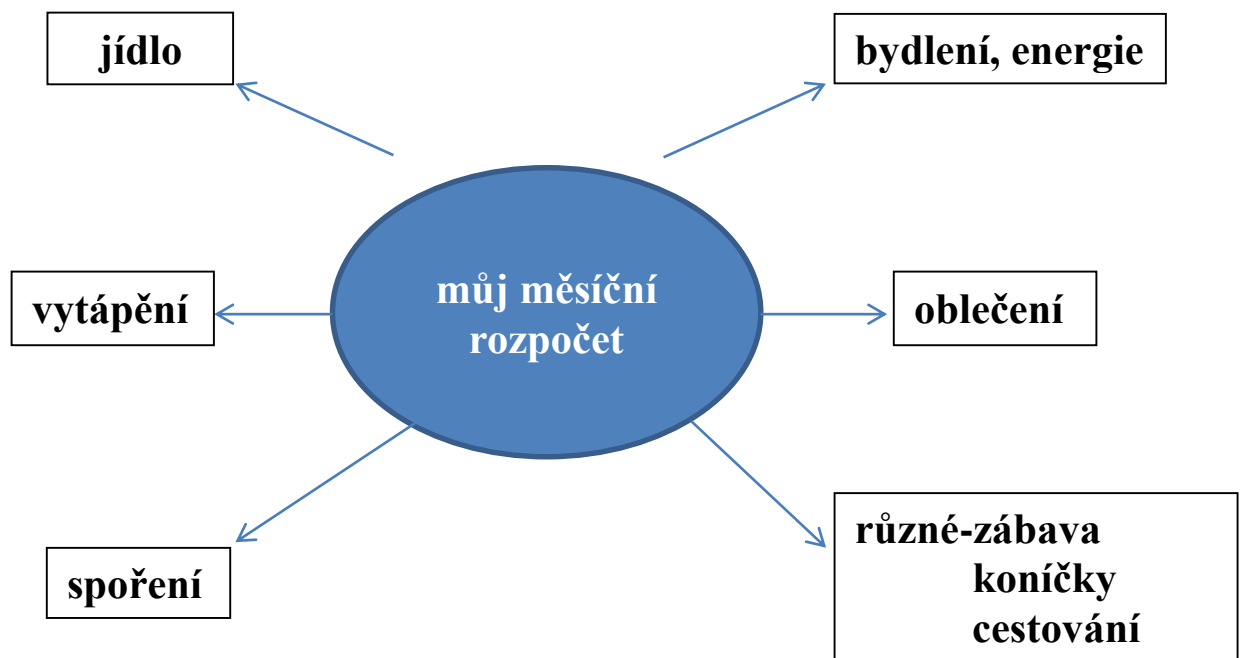 jídlo
bydlení, energie
vytápění
můj měsíční
rozpočet
oblečení
spoření
různé-zábava
koníčky
cestování